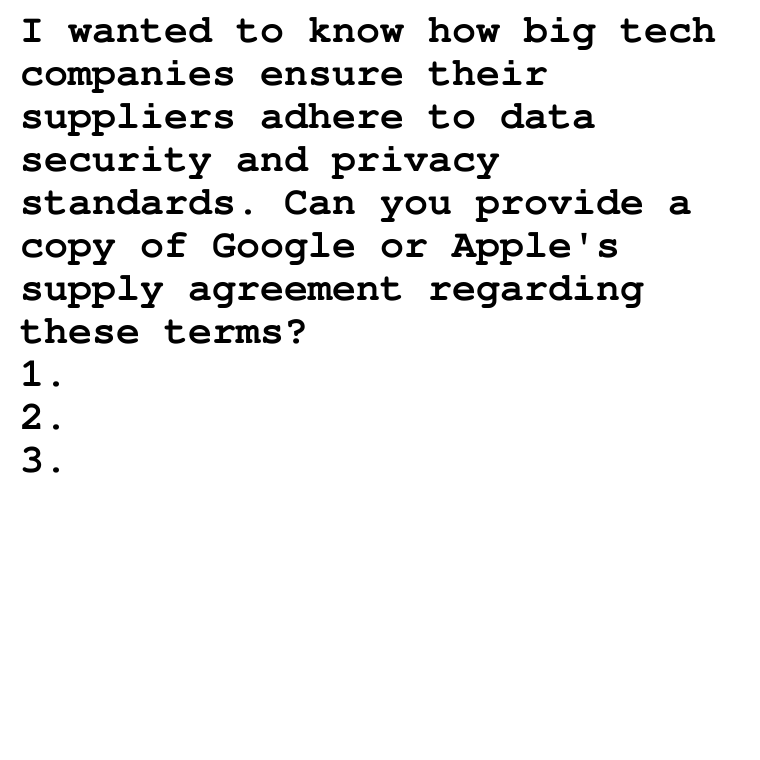 I wanted to know how big tech
companies ensure their
suppliers adhere to data
security and privacy
standards. Can you provide a
copy of Google or Apple's
supply agreement regarding
these terms?
1.
2.
3.